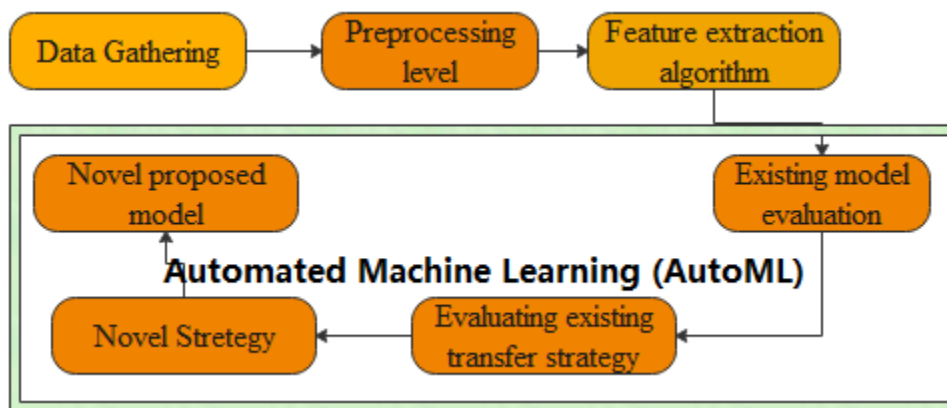 Data Gathering
Preprocessing
level
Feature extraction
algorithm
Novel proposed
model
Existing model
evaluation
Automated Machine Learning (AutoML)
Novel Stretegy
Evaluating existing
transfer strategy